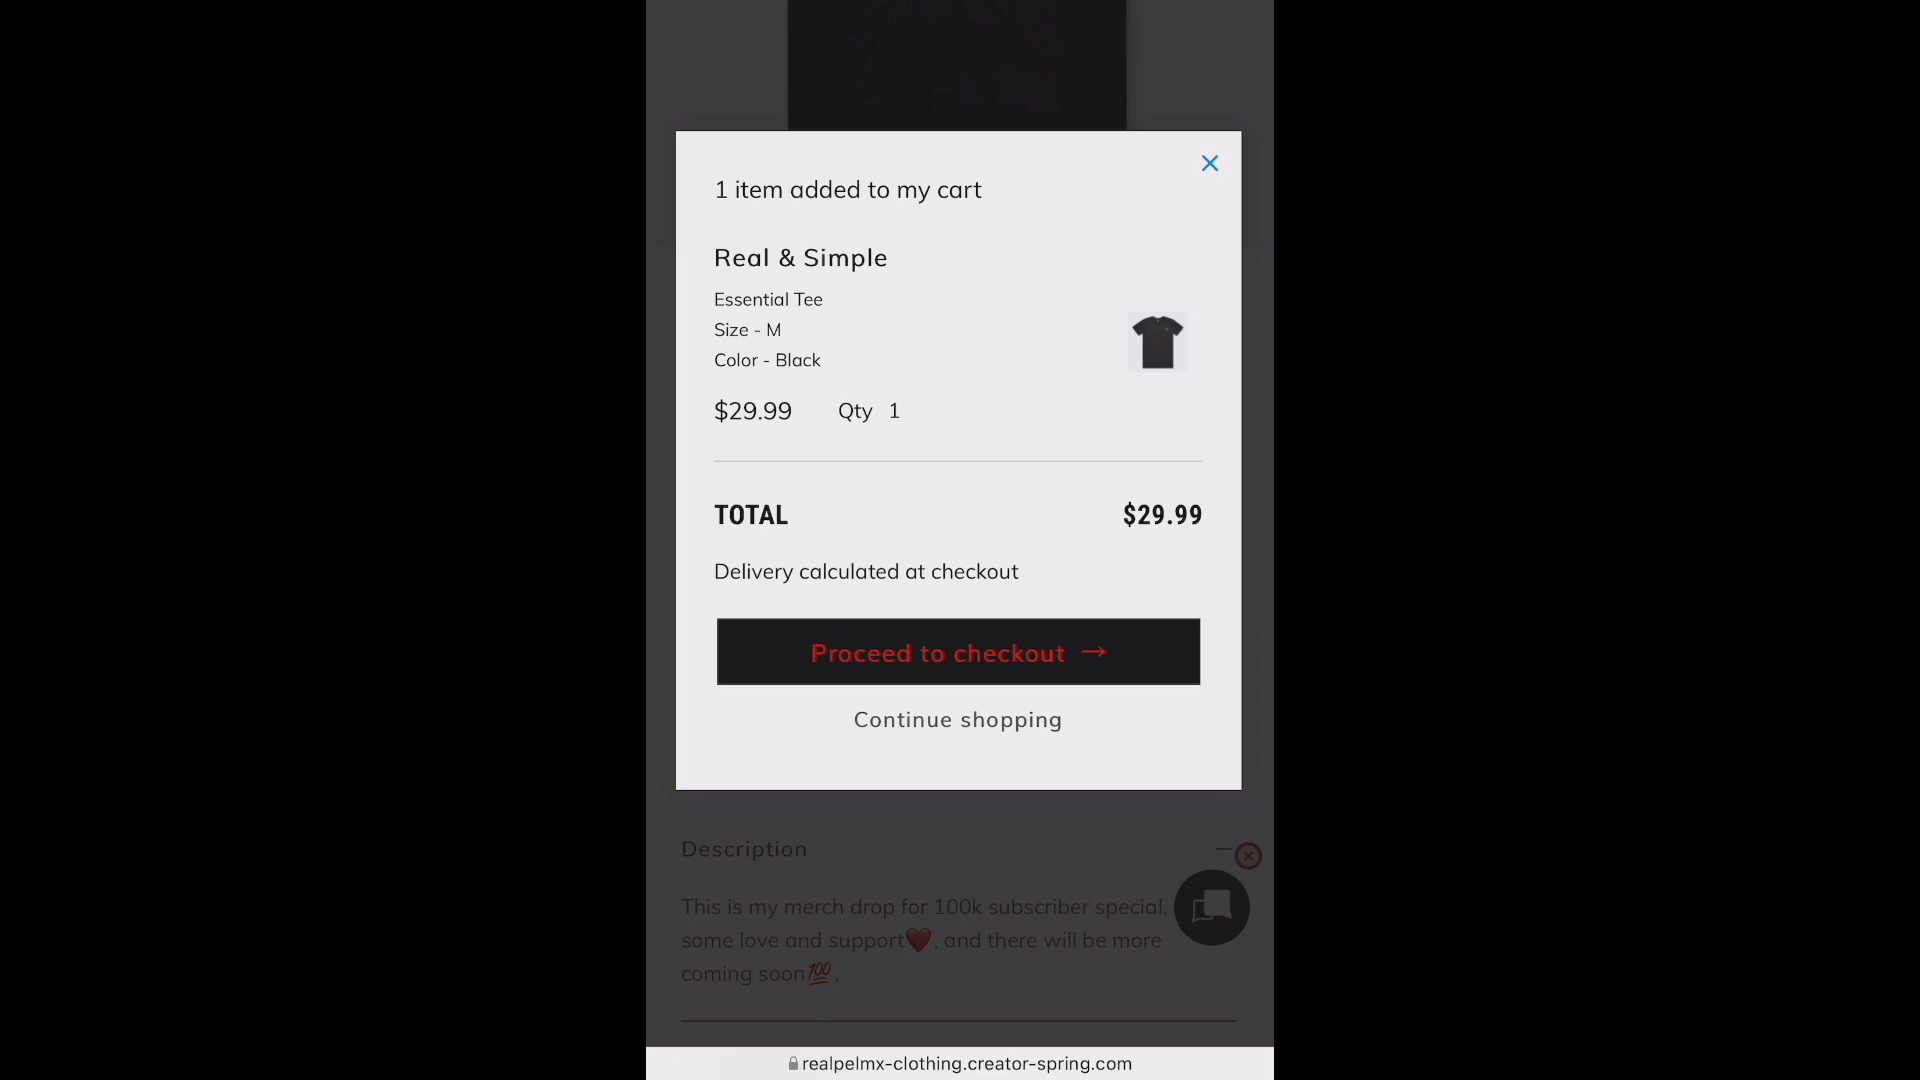 1 item added to my cart
Real & Simple
Essential Tee
Size - M
Color - Black
$29.99 Qty 1
TOTAL $29.99
Delivery calculated at checkout
Proceed to checkout →
Continue shopping
Description
This is my merch drop for 100k subscriber special,
some love and support❤️, and there will be more
coming soon💯.
realpelmx-clothing.creator-spring.com